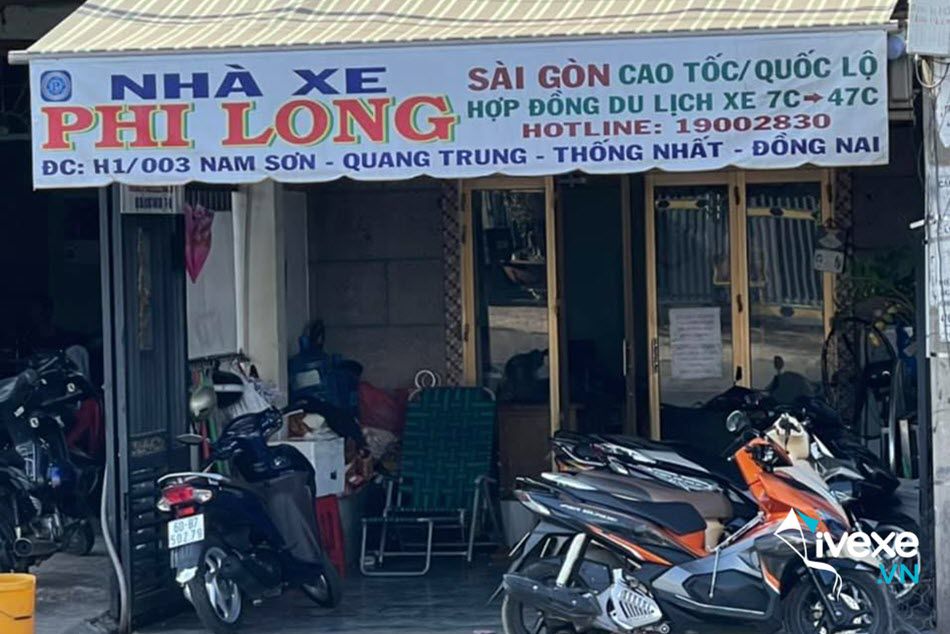 NHÀ XE
PHI LONG
SÀI GÒN CAO TỐC/QUỐC LỘ
HỢP ĐỒNG DU LỊCH XE 7C→47C
HOTLINE: 19002830
ĐC: H1/003 NAM SƠN - QUANG TRUNG - THỐNG NHẤT - ĐỒNG NAI
60-B7
502.79
ivexe
.VN